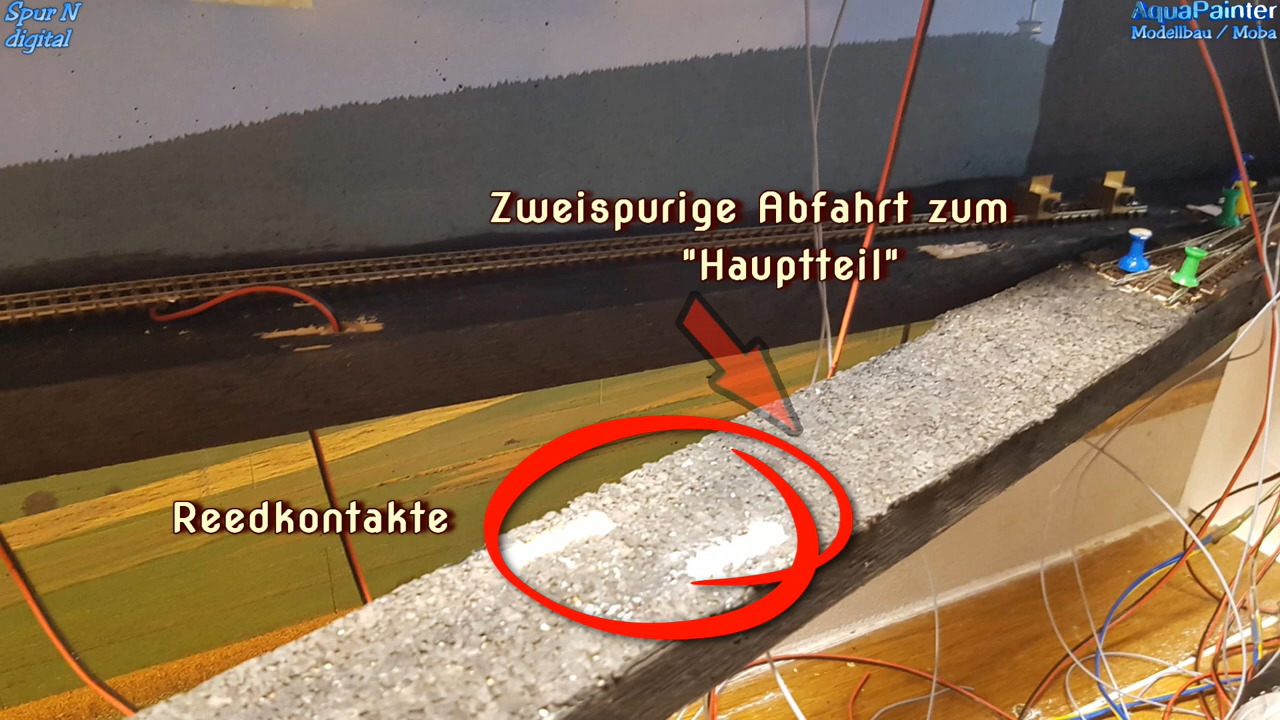 Spur N
digital
AquaPainter
Modellbau / Moba
Zweispurige Abfahrt zum
"Hauptteil"
Reedkontakte